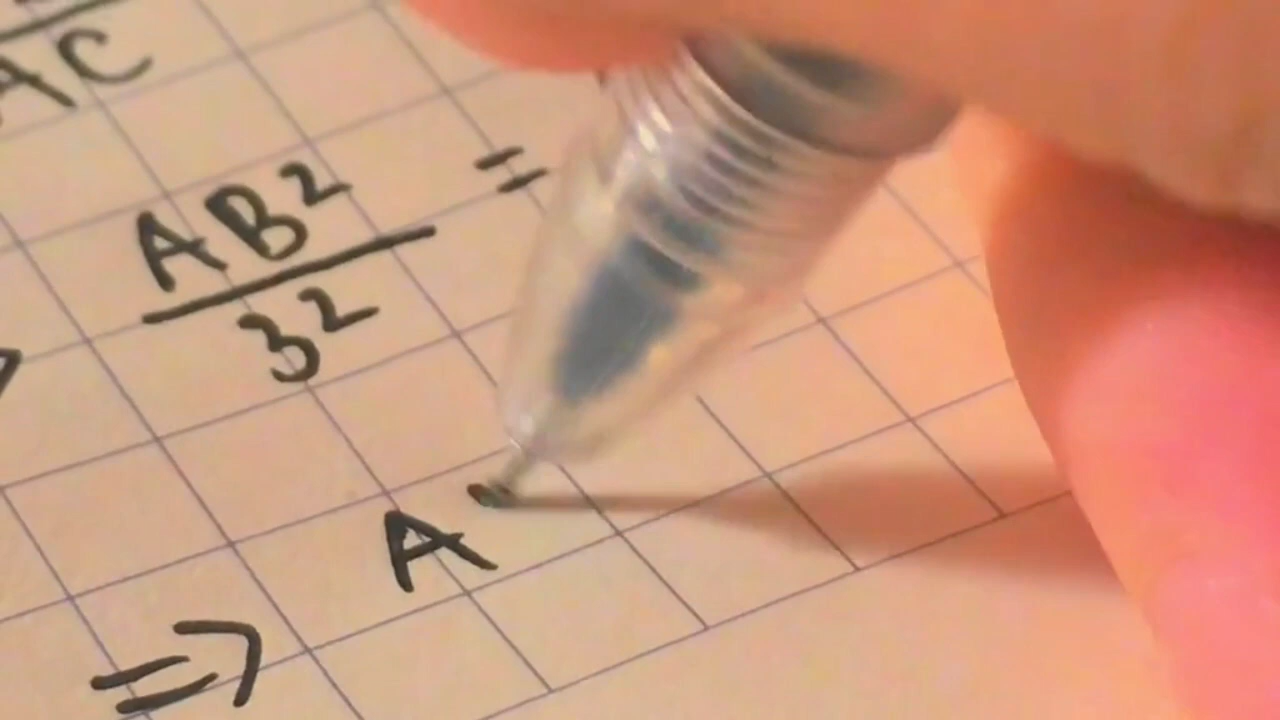 AC
AB²
3²
=
⇒ A